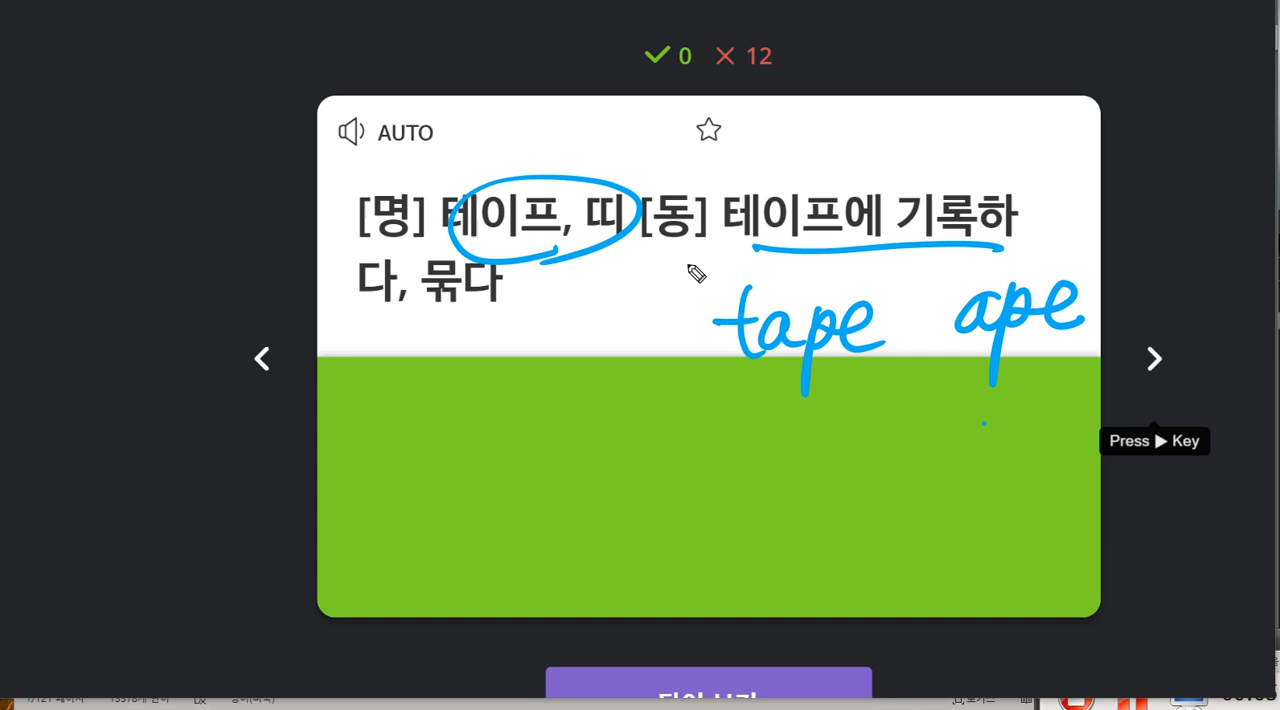 0 12
AUTO
[명] 테이프, 띠 [동] 테이프에 기록하
다, 묶다
tape ape
Press ▶ Key